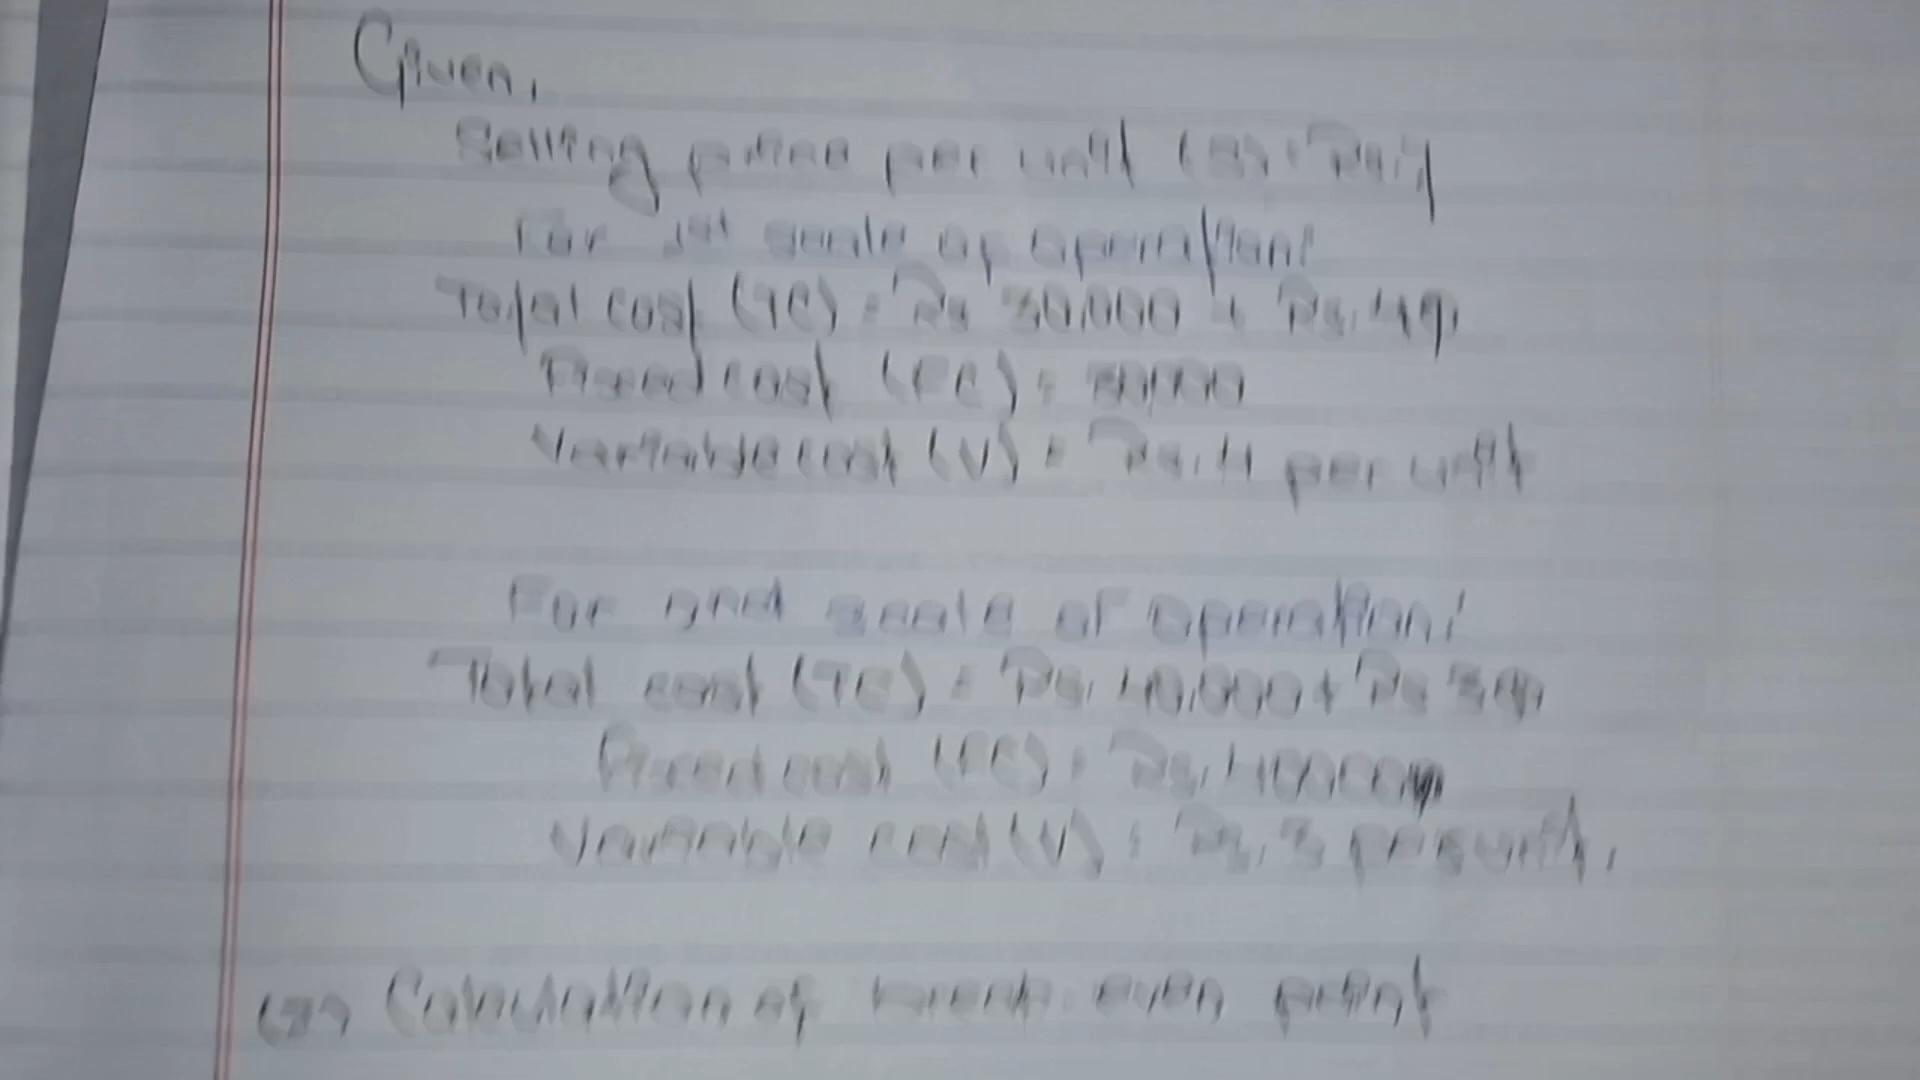 Given,
Selling price per unit (S) = Rs. 7
For 1st scale of operation:
Total cost (TC) = Rs 30,000 + Rs. 4Q,
Fixed cost (FC) = 30,000
Variable cost (V) = Rs. 4 per unit
For 2nd scale of operation:
Total cost (TC) = Rs. 40,000 + Rs 3Q,
Fixed cost (FC) = Rs. 40000
Variable cost (V) = Rs. 3 per unit.
Calculation of break even point